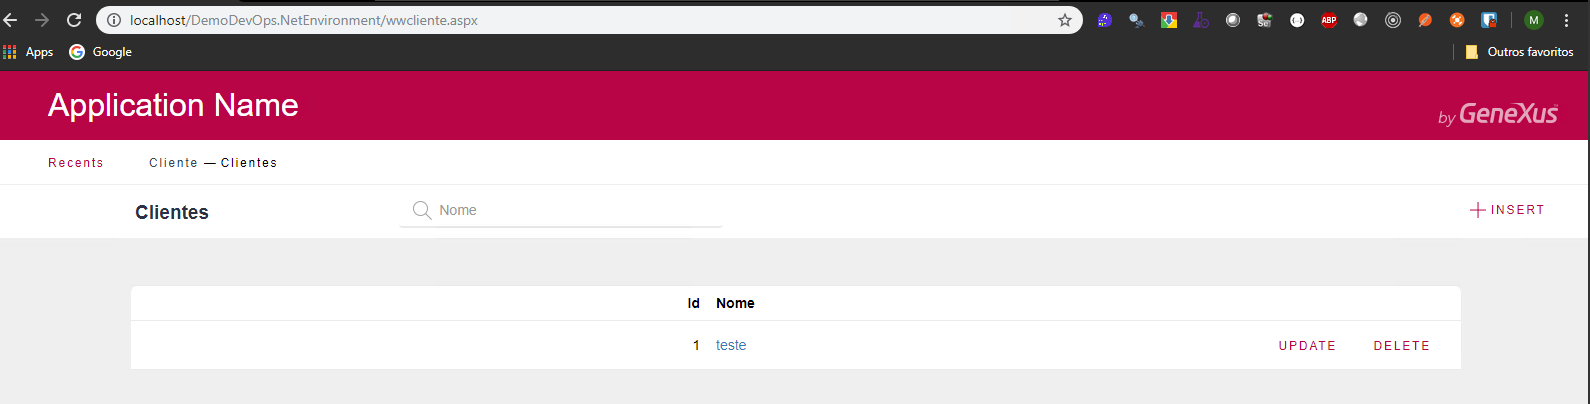 localhost/DemoDevOps.NetEnvironment/wwcliente.aspx
ABP
M
Apps Google Outros favoritos
Application Name
by GeneXus
Recents Cliente — Clientes
Clientes Nome INSERT
Id Nome
1 teste UPDATE DELETE